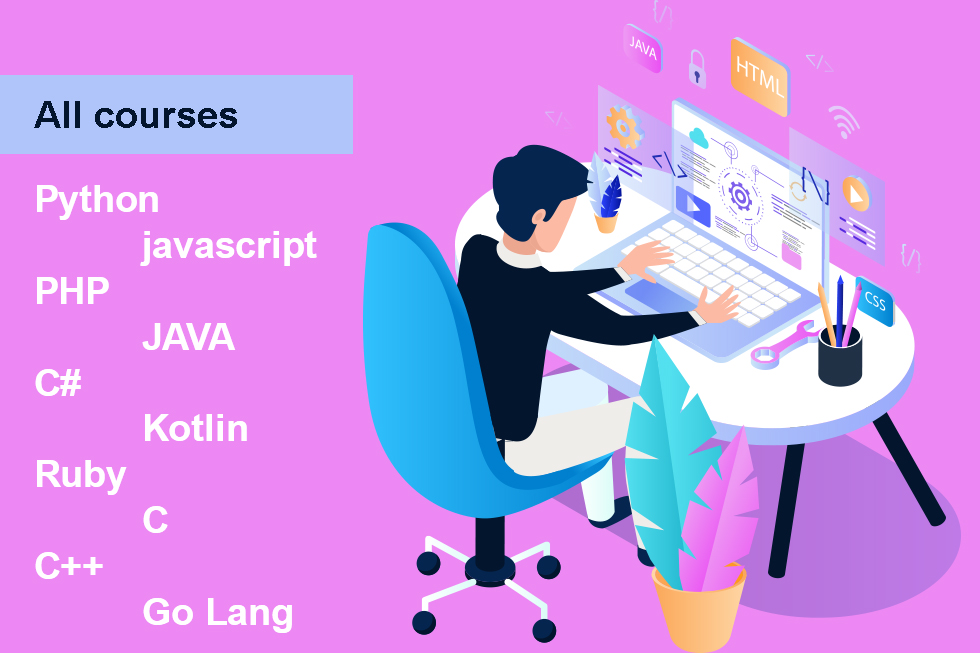 All courses
Python
javascript
PHP
JAVA
C#
Kotlin
Ruby
C
C++
Go Lang
JAVA
HTML
</>
{/}
</>
</>
{\}
{/}
CSS